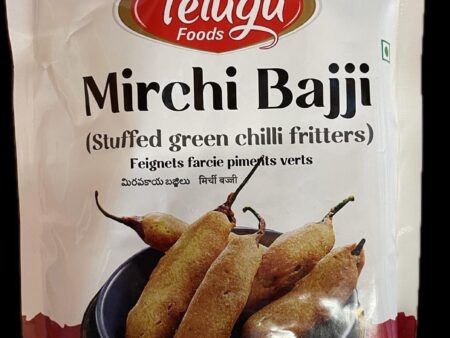 Telugu
Foods
Mirchi Bajji
(Stuffed green chilli fritters)
Feignets farcie piments verts
మిరపకాయ బజ్జీలు मिर्ची बज्जी